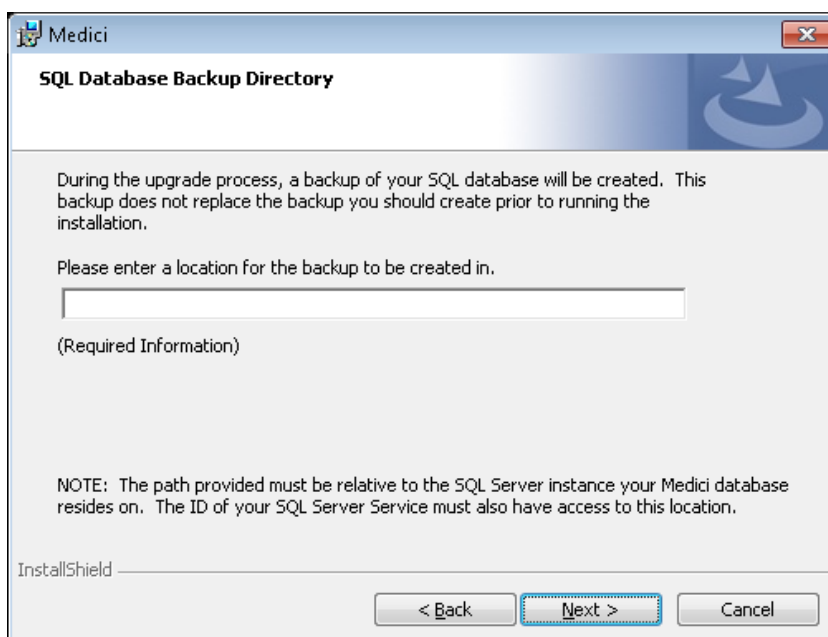 Medici
SQL Database Backup Directory
During the upgrade process, a backup of your SQL database will be created.  This
backup does not replace the backup you should create prior to running the
installation.
Please enter a location for the backup to be created in.
(Required Information)
NOTE:  The path provided must be relative to the SQL Server instance your Medici database
resides on.  The ID of your SQL Server Service must also have access to this location.
InstallShield
< Back
Next >
Cancel